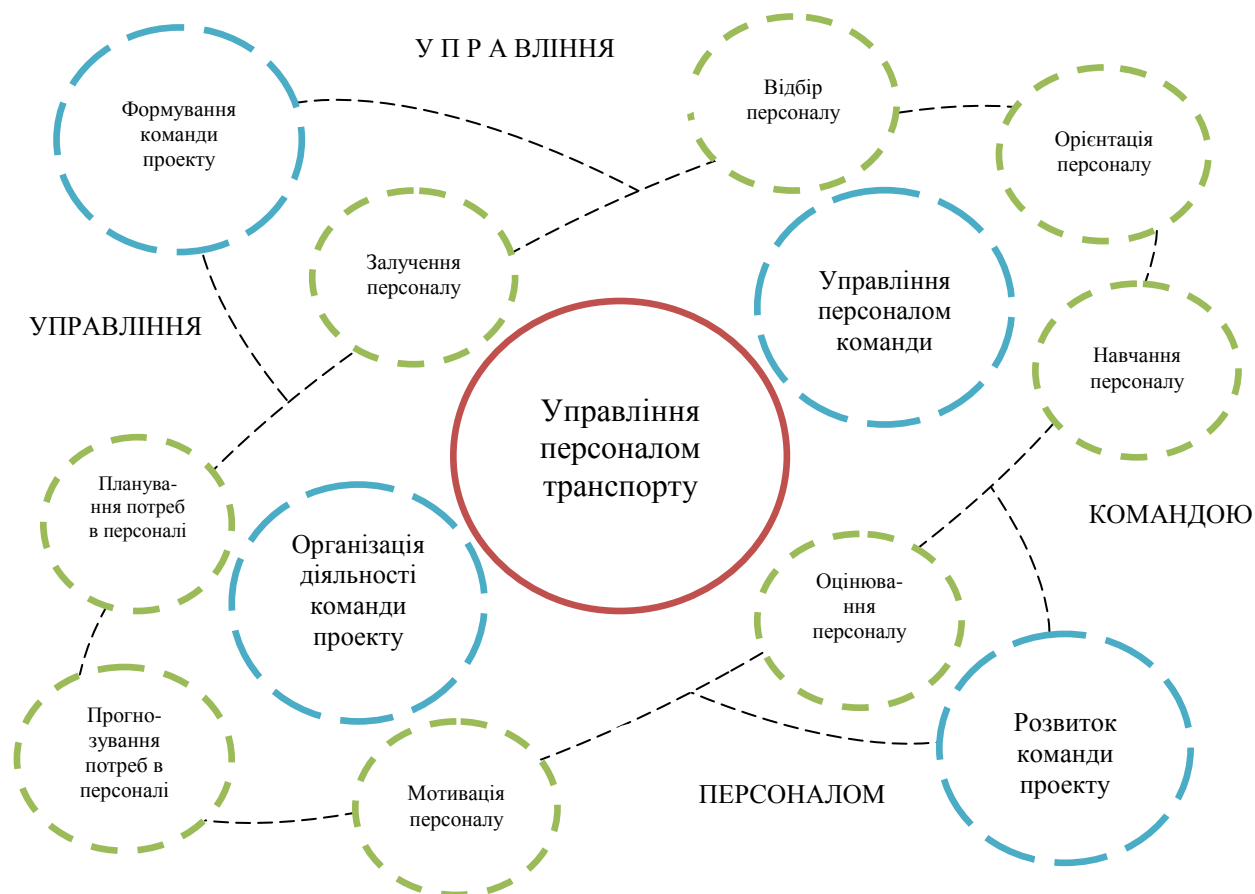 У П Р А ВЛІННЯ
Формування
команди
проекту
Відбір
персоналу
Орієнтація
персоналу
Залучення
персоналу
Управління
персоналом
команди
УПРАВЛІННЯ
Навчання
персоналу
Управління
персоналом
транспорту
Планува-
ння потреб
в персоналі
КОМАНДОЮ
Організація
діяльності
команди
проекту
Оцінюва-
ння
персоналу
Прогно-
зування
потреб в
персоналі
Розвиток
команди
проекту
Мотивація
персоналу
ПЕРСОНАЛОМ